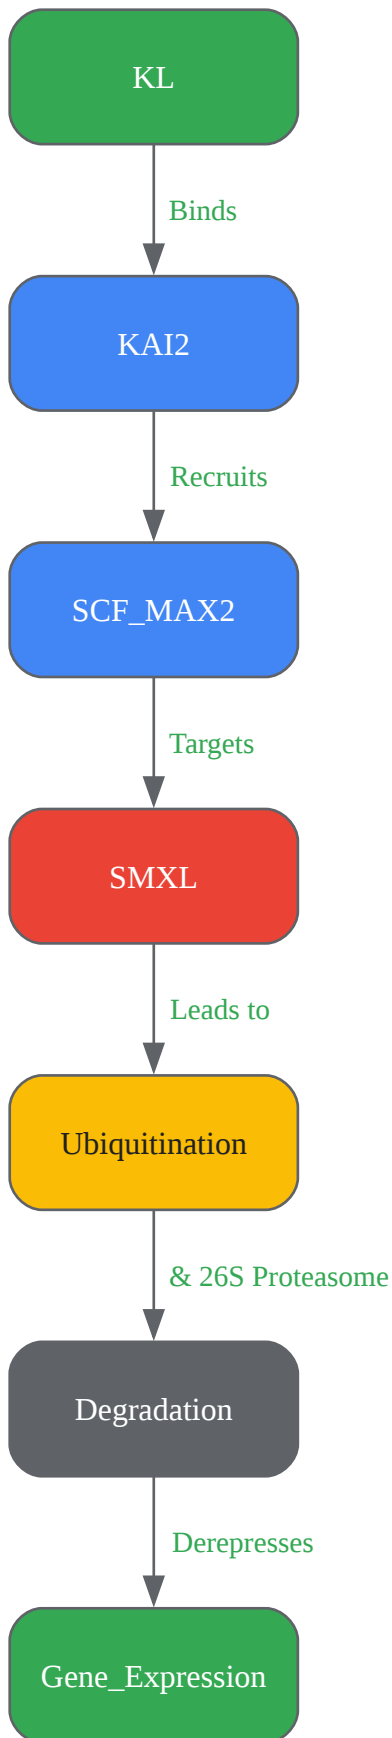 KL
Binds
KAI2
Recruits
SCF_MAX2
Targets
SMXL
Leads to
Ubiquitination
& 26S Proteasome
Degradation
Derepresses
Gene_Expression